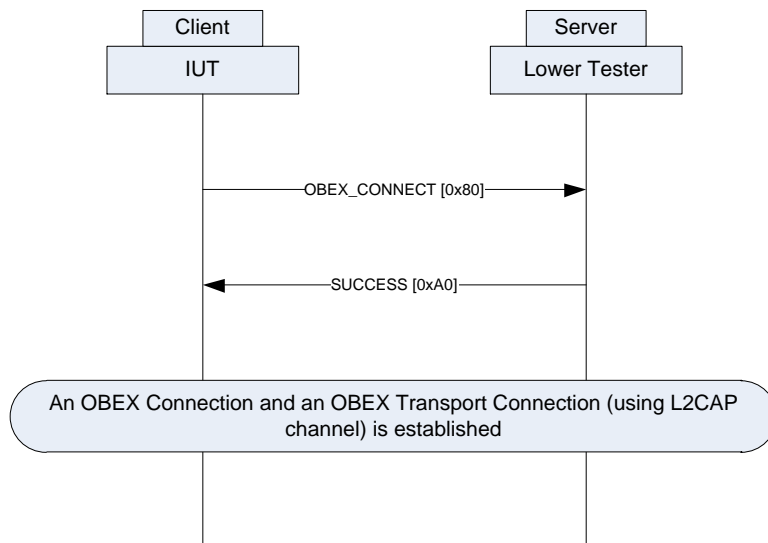 Client
Server
IUT
Lower Tester
OBEX_CONNECT [0x80]
SUCCESS [0xA0]
An OBEX Connection and an OBEX Transport Connection (using L2CAP
channel) is established